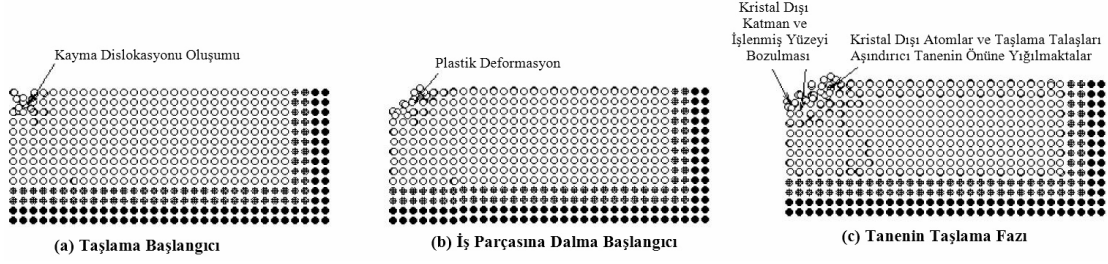 Kayma Dislokasyonu Oluşumu
(a) Taşlama Başlangıcı
Plastik Deformasyon
(b) İş Parçasına Dalma Başlangıcı
Kristal Dışı
Katman ve
İşlenmiş Yüzeyi
Bozulması
Kristal Dışı Atomlar ve Taşlama Talaşları
Aşındırıcı Tanenin Önüne Yığılmaktalar
(c) Tanenin Taşlama Fazı